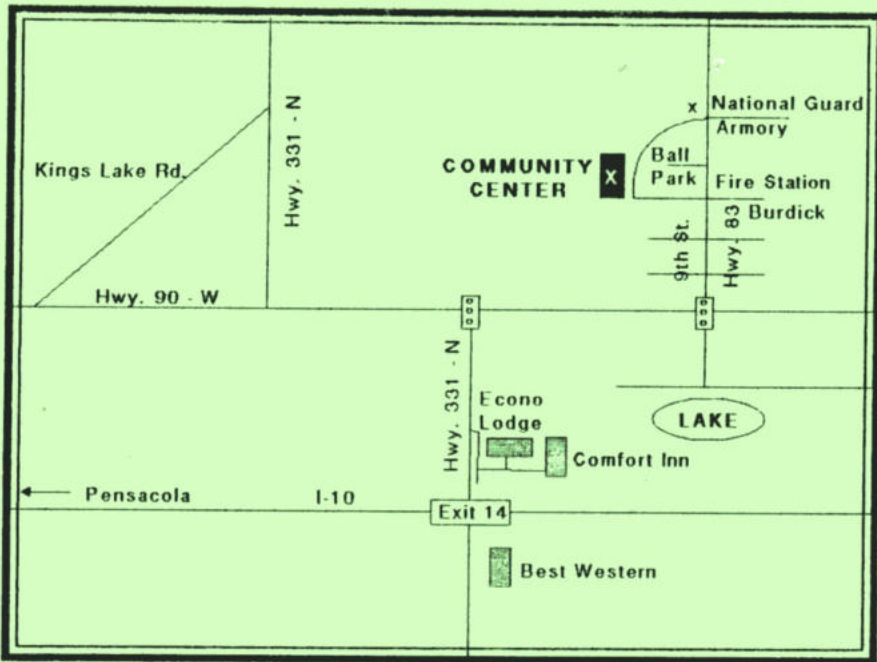 x National Guard
Armory
Hwy. 331 - N
Kings Lake Rd.
COMMUNITY
CENTER
X
Ball
Park
Fire Station
Burdick
9th St.
Hwy. 83
Hwy. 90 - W
Hwy. 331 - N
Econo
Lodge
LAKE
Comfort Inn
Pensacola
I-10
Exit 14
Best Western